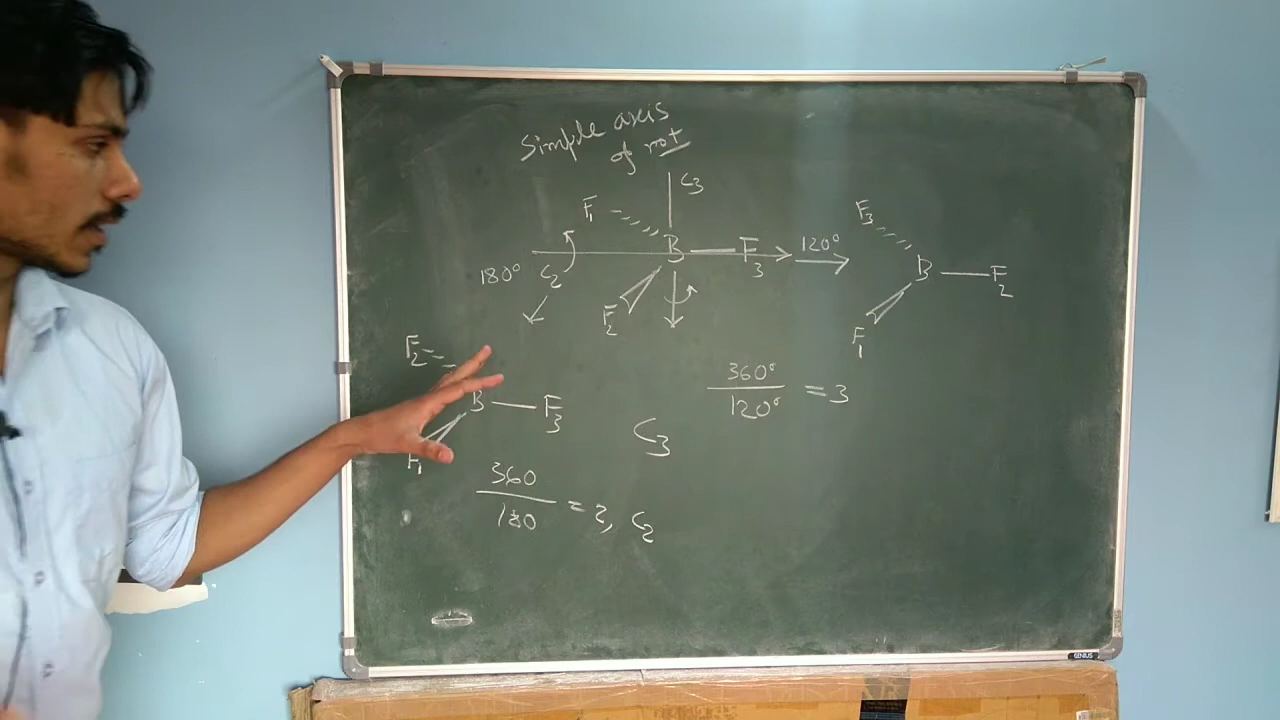 Simple axis
of rot
C3
F1
B F3 120°
180° C2
F2
F3
B F2
F1
F2
B F3
F1
360°
120° = 3
C3
360
180 = 2, C2
GENIUS